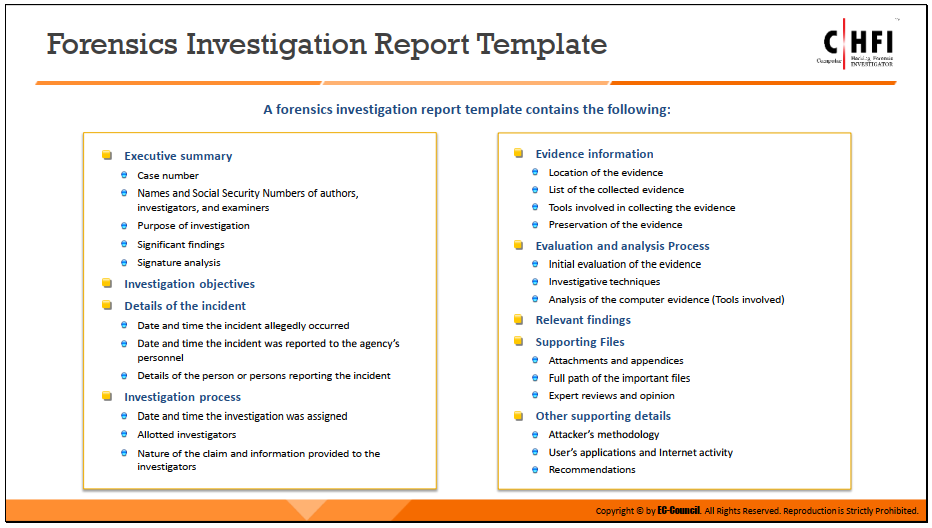 Forensics Investigation Report Template
C HFI
Computer Hacking Forensic
INVESTIGATOR
A forensics investigation report template contains the following:
Executive summary
Case number
Names and Social Security Numbers of authors,
investigators, and examiners
Purpose of investigation
Significant findings
Signature analysis
Investigation objectives
Details of the incident
Date and time the incident allegedly occurred
Date and time the incident was reported to the agency's
personnel
Details of the person or persons reporting the incident
Investigation process
Date and time the investigation was assigned
Allotted investigators
Nature of the claim and information provided to the
investigators
Evidence information
Location of the evidence
List of the collected evidence
Tools involved in collecting the evidence
Preservation of the evidence
Evaluation and analysis Process
Initial evaluation of the evidence
Investigative techniques
Analysis of the computer evidence (Tools involved)
Relevant findings
Supporting Files
Attachments and appendices
Full path of the important files
Expert reviews and opinion
Other supporting details
Attacker's methodology
User's applications and Internet activity
Recommendations
Copyright © by EC-Council. All Rights Reserved. Reproduction is Strictly Prohibited.